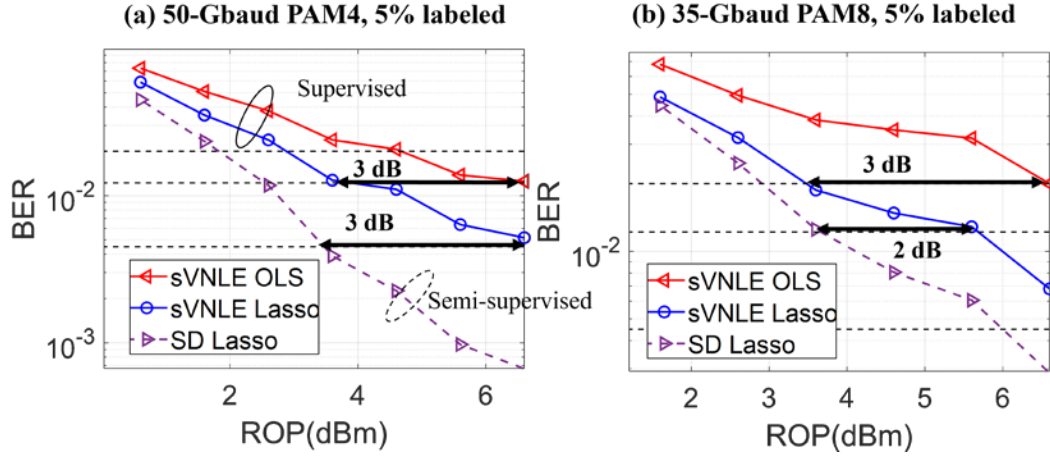 (a) 50-Gbaud PAM4, 5% labeled
BER
10^-2
10^-3
Supervised
3 dB
3 dB
Semi-supervised
sVNLE OLS
sVNLE Lasso
SD Lasso
2 4 6
ROP(dBm)
(b) 35-Gbaud PAM8, 5% labeled
BER
10^-2
3 dB
2 dB
sVNLE OLS
sVNLE Lasso
SD Lasso
2 3 4 5 6
ROP(dBm)